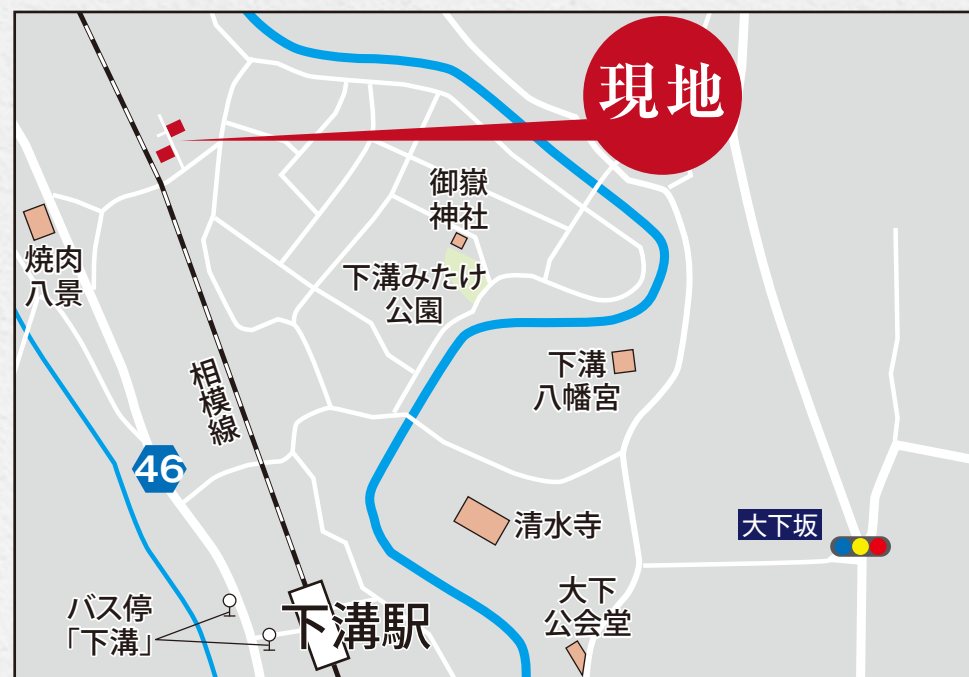 現地
御嶽
神社
焼肉
八景
下溝みたけ
公園
下溝
八幡宮
相模線
46
清水寺
大下坂
大下
公会堂
バス停
「下溝」
下溝駅